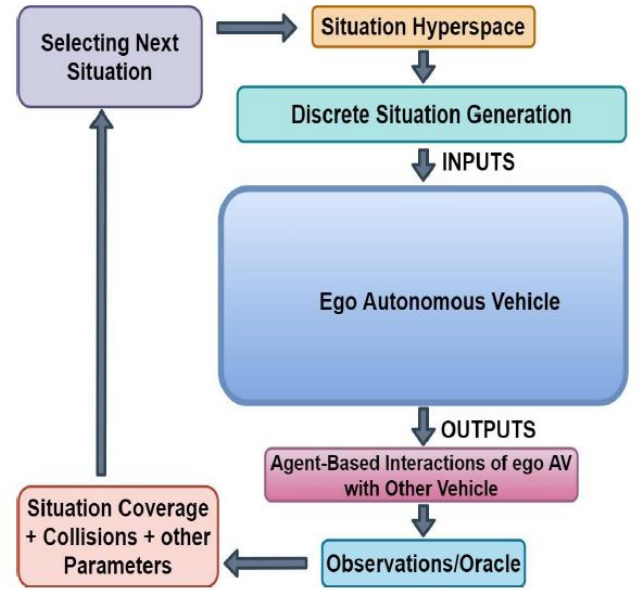 Selecting Next
Situation
Situation Hyperspace
Discrete Situation Generation
INPUTS
Ego Autonomous Vehicle
OUTPUTS
Agent-Based Interactions of ego AV
with Other Vehicle
Observations/Oracle
Situation Coverage
+ Collisions + other
Parameters